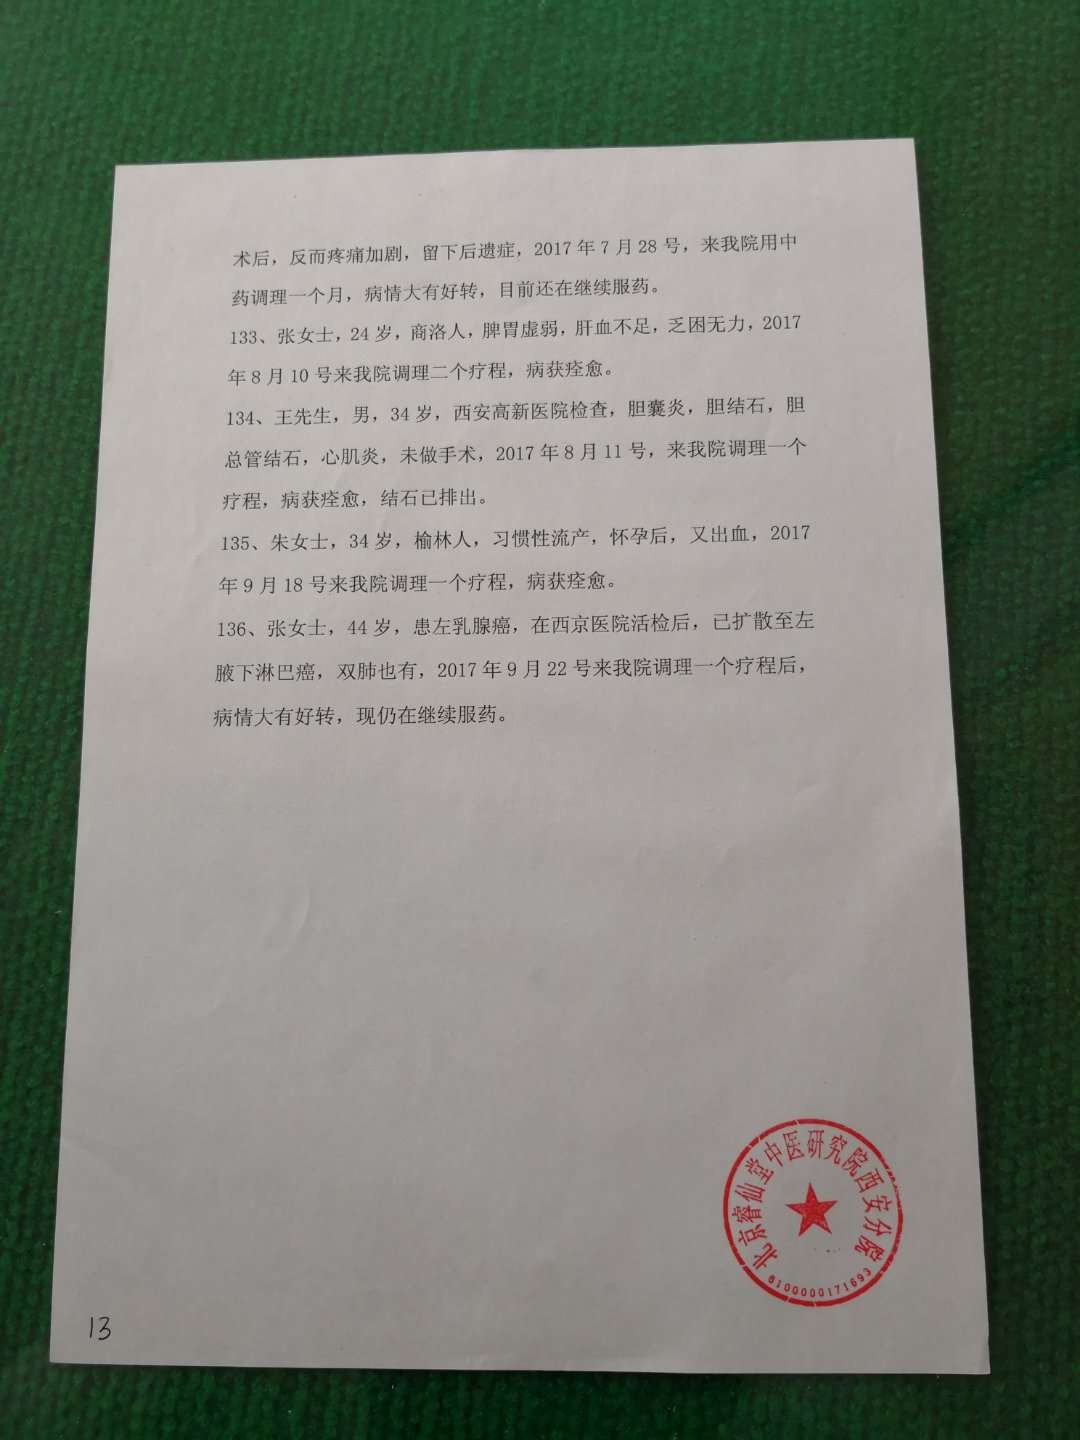 术后，反而疼痛加剧，留下后遗症，2017 年 7 月 28 号，来我院用中
药调理一个月，病情大有好转，目前还在继续服药。
133、张女士，24 岁，商洛人，脾胃虚弱，肝血不足，乏困无力，2017
年 8 月 10 号来我院调理二个疗程，病获痊愈。
134、王先生，男，34 岁，西安高新医院检查，胆囊炎，胆结石，胆
总管结石，心肌炎，未做手术，2017 年 8 月 11 号，来我院调理一个
疗程，病获痊愈，结石已排出。
135、朱女士，34 岁，榆林人，习惯性流产，怀孕后，又出血，2017
年 9 月 18 号来我院调理一个疗程，病获痊愈。
136、张女士，44 岁，患左乳腺癌，在西京医院活检后，已扩散至左
腋下淋巴癌，双肺也有，2017 年 9 月 22 号来我院调理一个疗程后，
病情大有好转，现仍在继续服药。
北京睿仙堂中医研究院西安分院
6100000171693
13